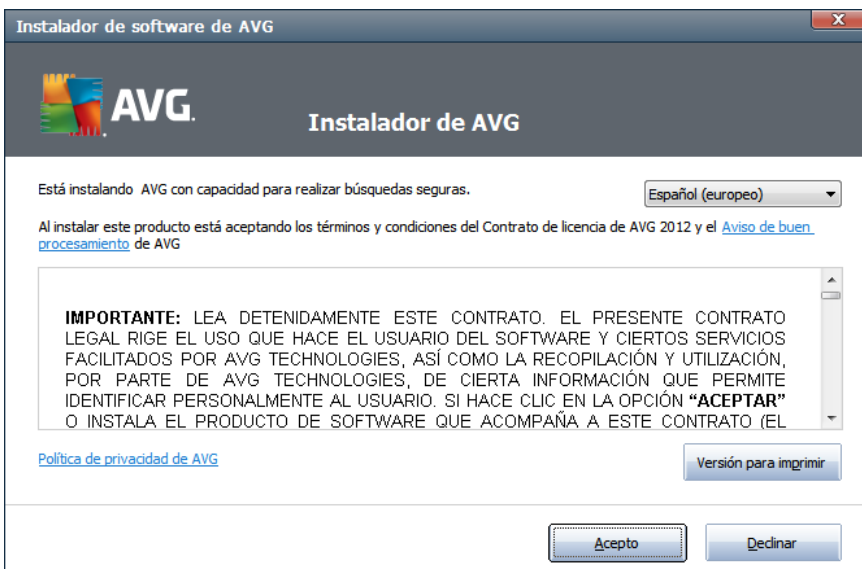 Instalador de software de AVG
AVG.
Instalador de AVG
Está instalando AVG con capacidad para realizar búsquedas seguras.
Español (europeo)
Al instalar este producto está aceptando los términos y condiciones del Contrato de licencia de AVG 2012 y el Aviso de buen
procesamiento de AVG
IMPORTANTE: LEA DETENIDAMENTE ESTE CONTRATO. EL PRESENTE CONTRATO
LEGAL RIGE EL USO QUE HACE EL USUARIO DEL SOFTWARE Y CIERTOS SERVICIOS
FACILITADOS POR AVG TECHNOLOGIES, ASÍ COMO LA RECOPILACIÓN Y UTILIZACIÓN,
POR PARTE DE AVG TECHNOLOGIES, DE CIERTA INFORMACIÓN QUE PERMITE
IDENTIFICAR PERSONALMENTE AL USUARIO. SI HACE CLIC EN LA OPCIÓN “ACEPTAR”
O INSTALA EL PRODUCTO DE SOFTWARE QUE ACOMPAÑA A ESTE CONTRATO (EL
Política de privacidad de AVG
Versión para imprimir
Acepto
Declinar